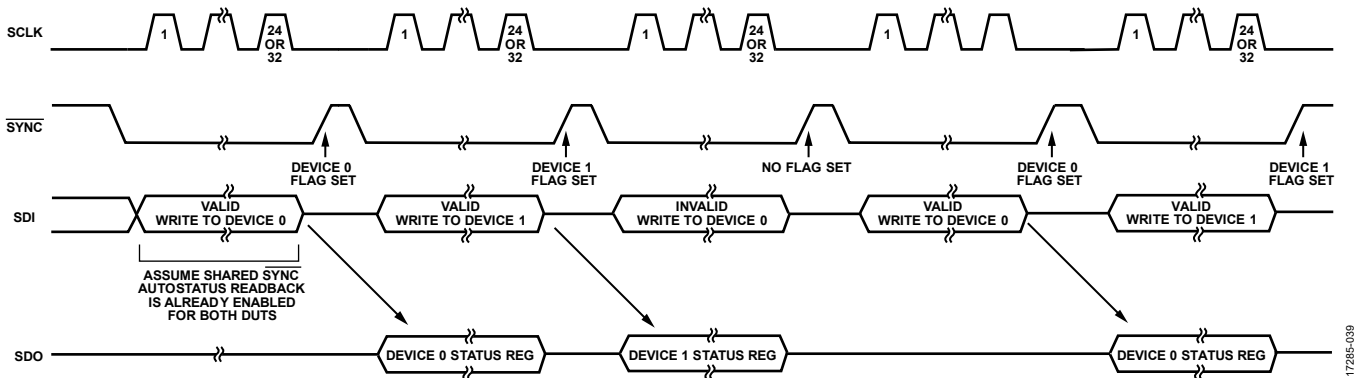 SCLK
1
24
OR
32
1
24
OR
32
1
24
OR
32
1
1
24
OR
32
SYNC
DEVICE 0
FLAG SET
DEVICE 1
FLAG SET
NO FLAG SET
DEVICE 0
FLAG SET
DEVICE 1
FLAG SET
SDI
VALID
WRITE TO DEVICE 0
VALID
WRITE TO DEVICE 1
INVALID
WRITE TO DEVICE 0
VALID
WRITE TO DEVICE 0
VALID
WRITE TO DEVICE 1
ASSUME SHARED SYNC
AUTOSTATUS READBACK
IS ALREADY ENABLED
FOR BOTH DUTS
SDO
DEVICE 0 STATUS REG
DEVICE 1 STATUS REG
DEVICE 0 STATUS REG
17285-039